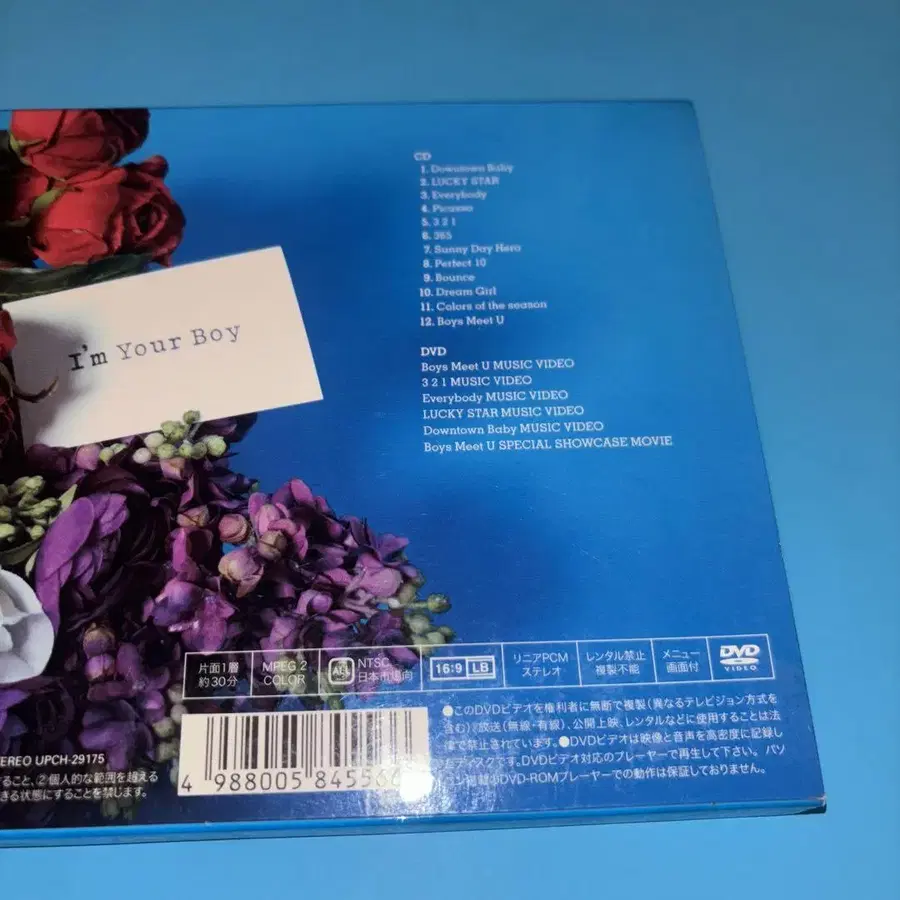 CD
1. Downtown Baby
2. LUCKY STAR
3. Everybody
4. Picasso
5. 3 2 1
6. 365
7. Sunny Day Hero
8. Perfect 10
9. Bounce
10. Dream Girl
11. Colors of the season
12. Boys Meet U
I'm Your Boy
DVD
Boys Meet U MUSIC VIDEO
3 2 1 MUSIC VIDEO
Everybody MUSIC VIDEO
LUCKY STAR MUSIC VIDEO
Downtown Baby MUSIC VIDEO
Boys Meet U SPECIAL SHOWCASE MOVIE
片面1層
約30分
MPEG 2
COLOR
ALL
NTSC
日本市場向
16:9 LB
リニアPCM
ステレオ
レンタル禁止
複製不能
メニュー
画面付
DVD
VIDEO
●このDVDビデオを権利者に無断で複製(異なるテレビジョン方式を
含む)、放送(無線・有線)、公開上映、レンタルなどに使用することは法
律で禁止されています。●DVDビデオは映像と音声を高密度に記録し
たディスクです。DVDビデオ対応のプレーヤーで再生して下さい。パソ
コン搭載のDVD-ROMプレーヤーでの動作は保証しておりません。
UPCH-29175
すること、②個人的な範囲を超える
きる状態にすることを禁じます。
4 988005 84556